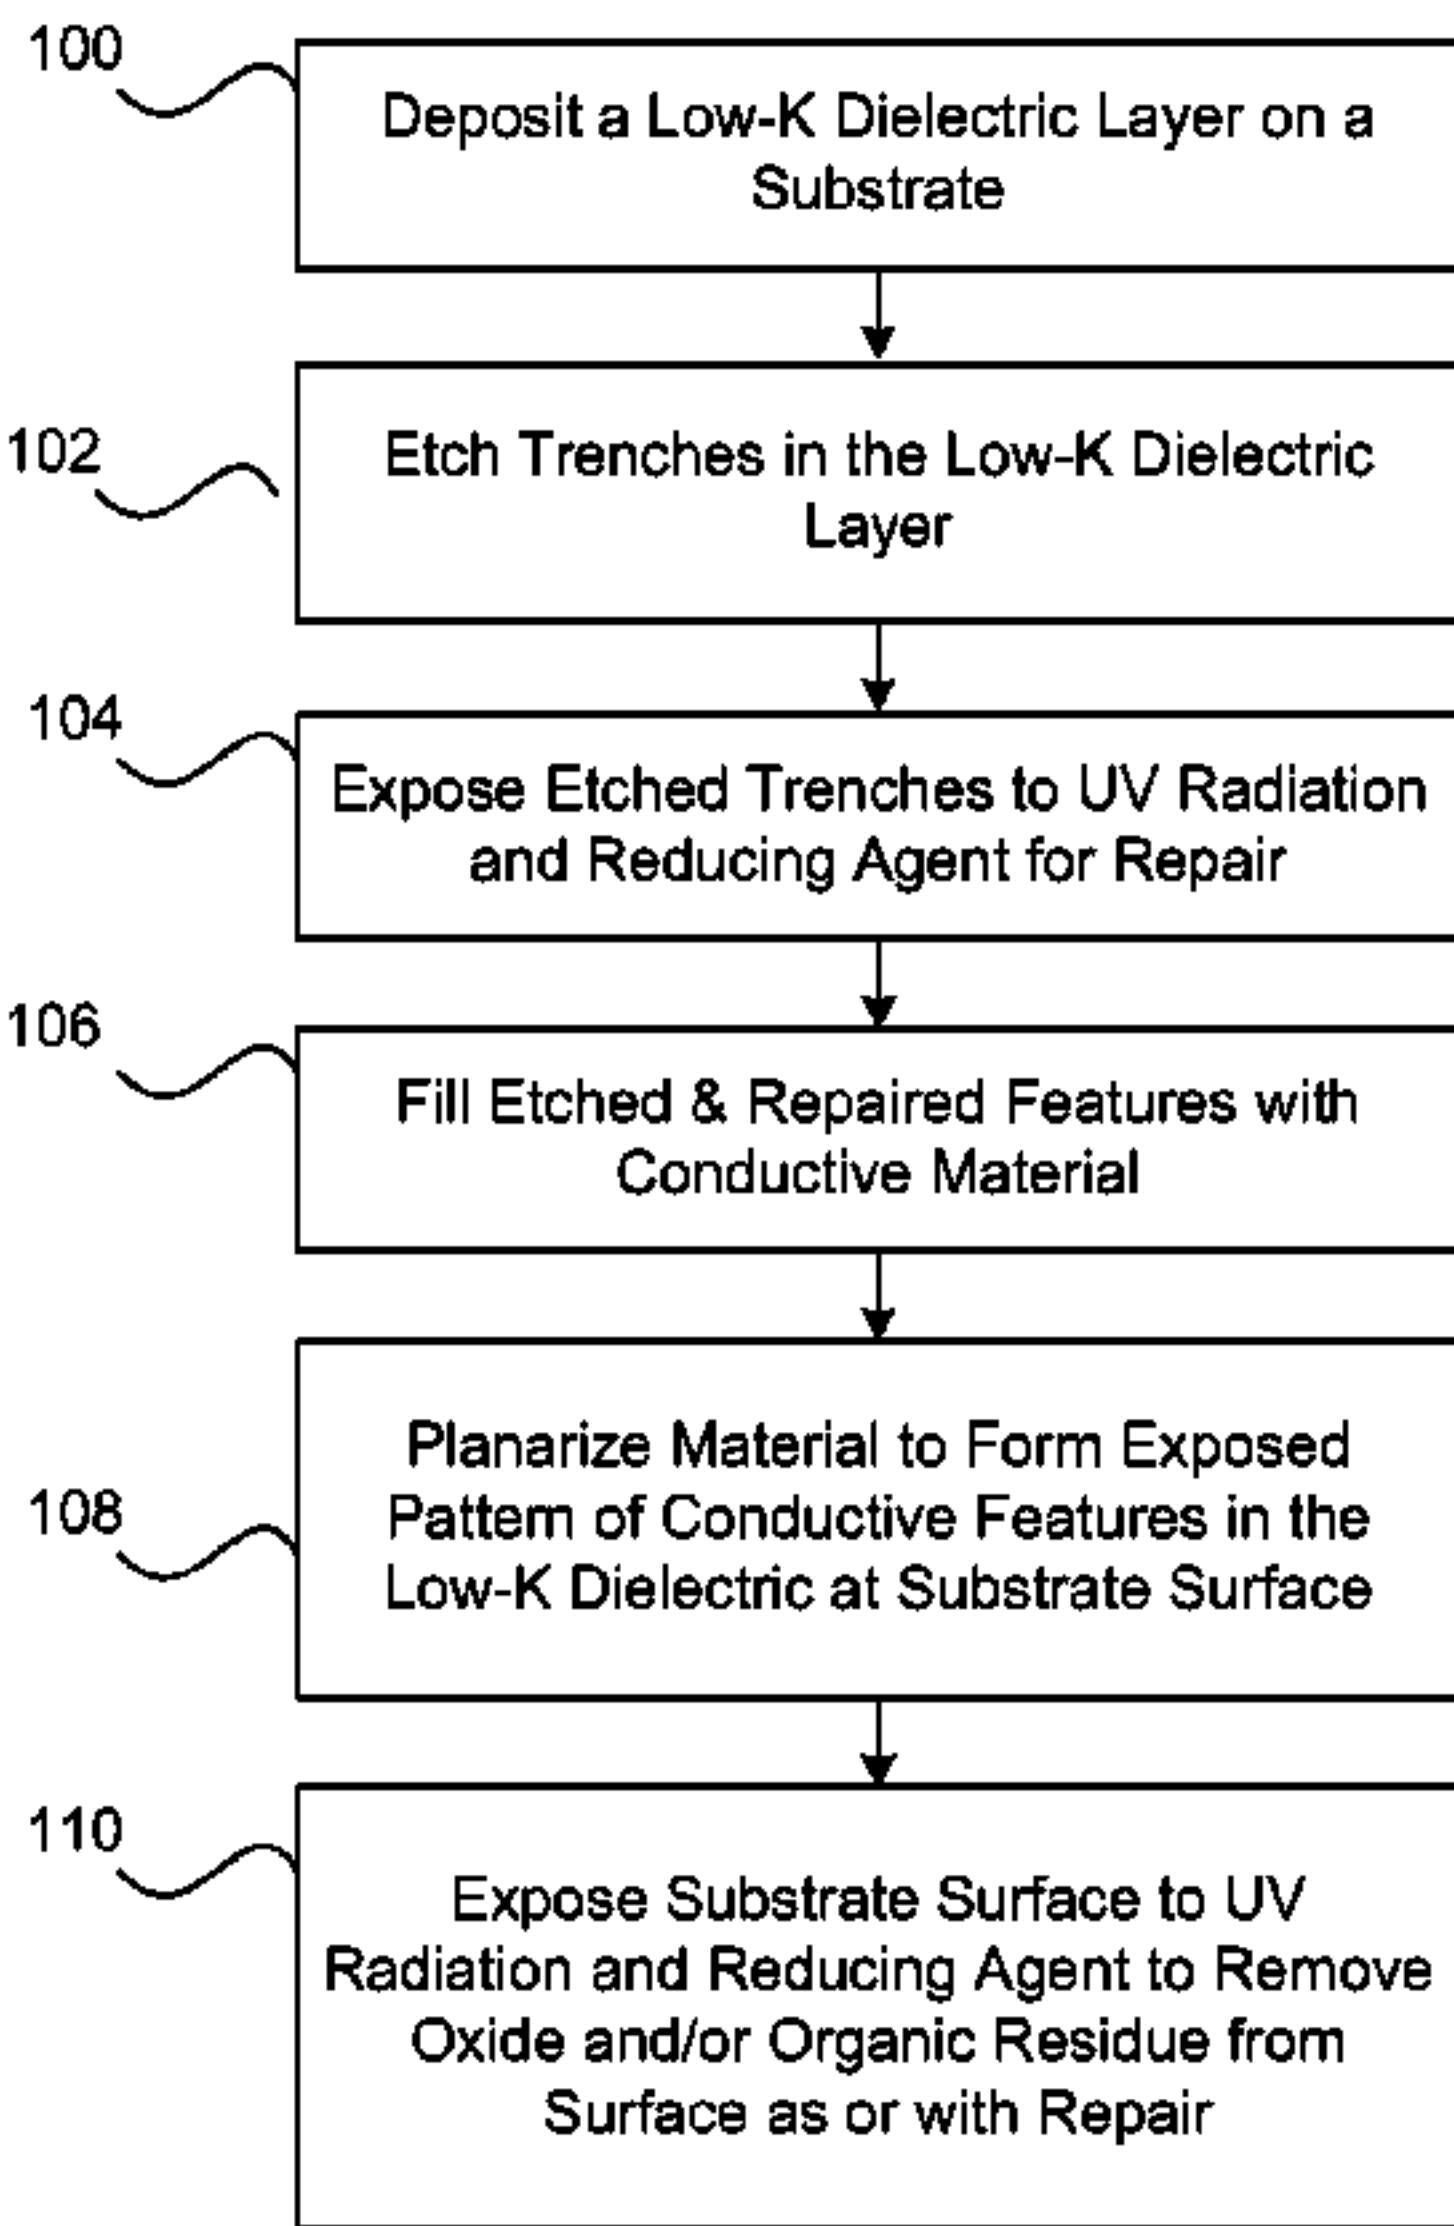 100
Deposit a Low-K Dielectric Layer on a
Substrate
102
Etch Trenches in the Low-K Dielectric
Layer
104
Expose Etched Trenches to UV Radiation
and Reducing Agent for Repair
106
Fill Etched & Repaired Features with
Conductive Material
108
Planarize Material to Form Exposed
Pattern of Conductive Features in the
Low-K Dielectric at Substrate Surface
110
Expose Substrate Surface to UV
Radiation and Reducing Agent to Remove
Oxide and/or Organic Residue from
Surface as or with Repair